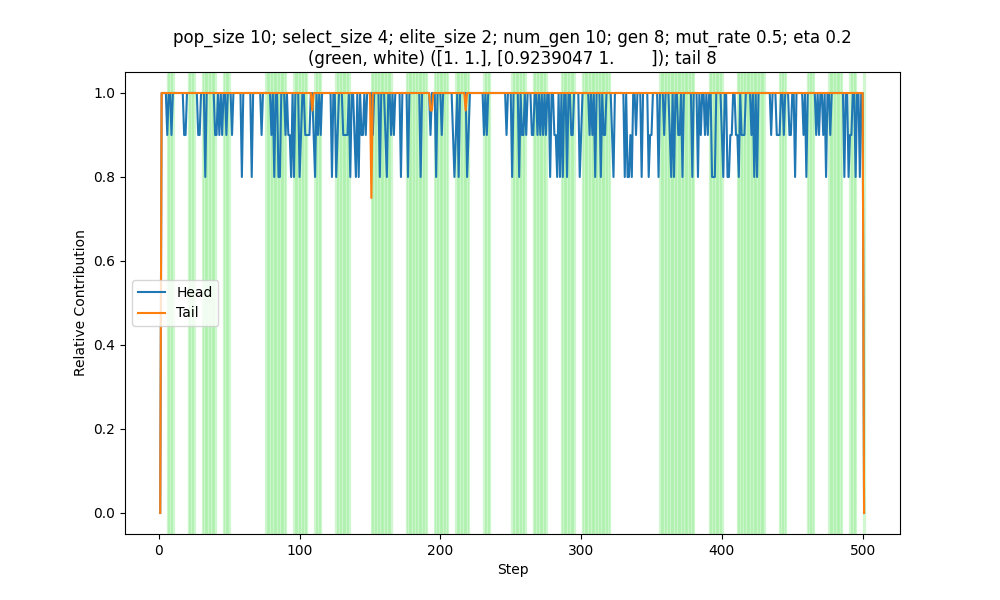 pop_size 10; select_size 4; elite_size 2; num_gen 10; gen 8; mut_rate 0.5; eta 0.2
(green, white) ([1. 1.], [0.9239047 1.        ]); tail 8
1.0
0.8
0.6
0.4
0.2
0.0
Relative Contribution
Head
Tail
0
100
200
300
400
500
Step